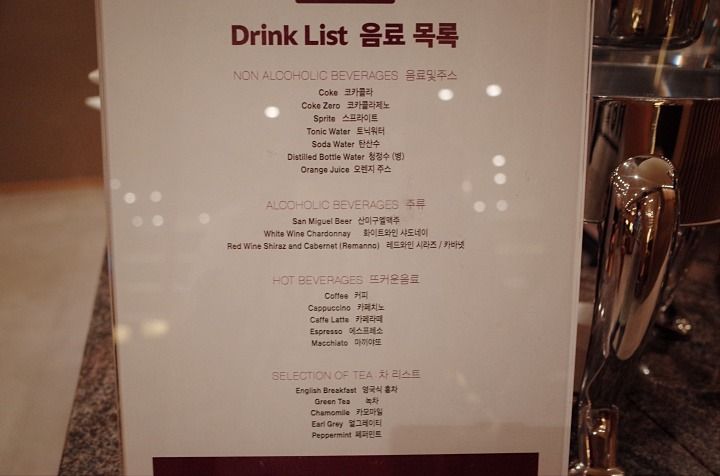 Drink List 음료 목록
NON ALCOHOLIC BEVERAGES 음료및주스
Coke 코카콜라
Coke Zero 코카콜라제노
Sprite 스프라이트
Tonic Water 토닉워터
Soda Water 탄산수
Distilled Bottle Water 청정수 (병)
Orange Juice 오렌지 주스
ALCOHOLIC BEVERAGES 주류
San Miguel Beer 산미구엘맥주
White Wine Chardonnay 화이트와인 샤도네이
Red Wine Shiraz and Cabernet (Remanno) 레드와인 시라즈 / 카바넷
HOT BEVERAGES 뜨거운음료
Coffee 커피
Cappuccino 카페치노
Caffe Latte 카페라떼
Espresso 에스프레소
Macchiato 마끼야또
SELECTION OF TEA 차 리스트
English Breakfast 영국식 홍차
Green Tea 녹차
Chamomile 카모마일
Earl Grey 얼그레이티
Peppermint 페퍼민트